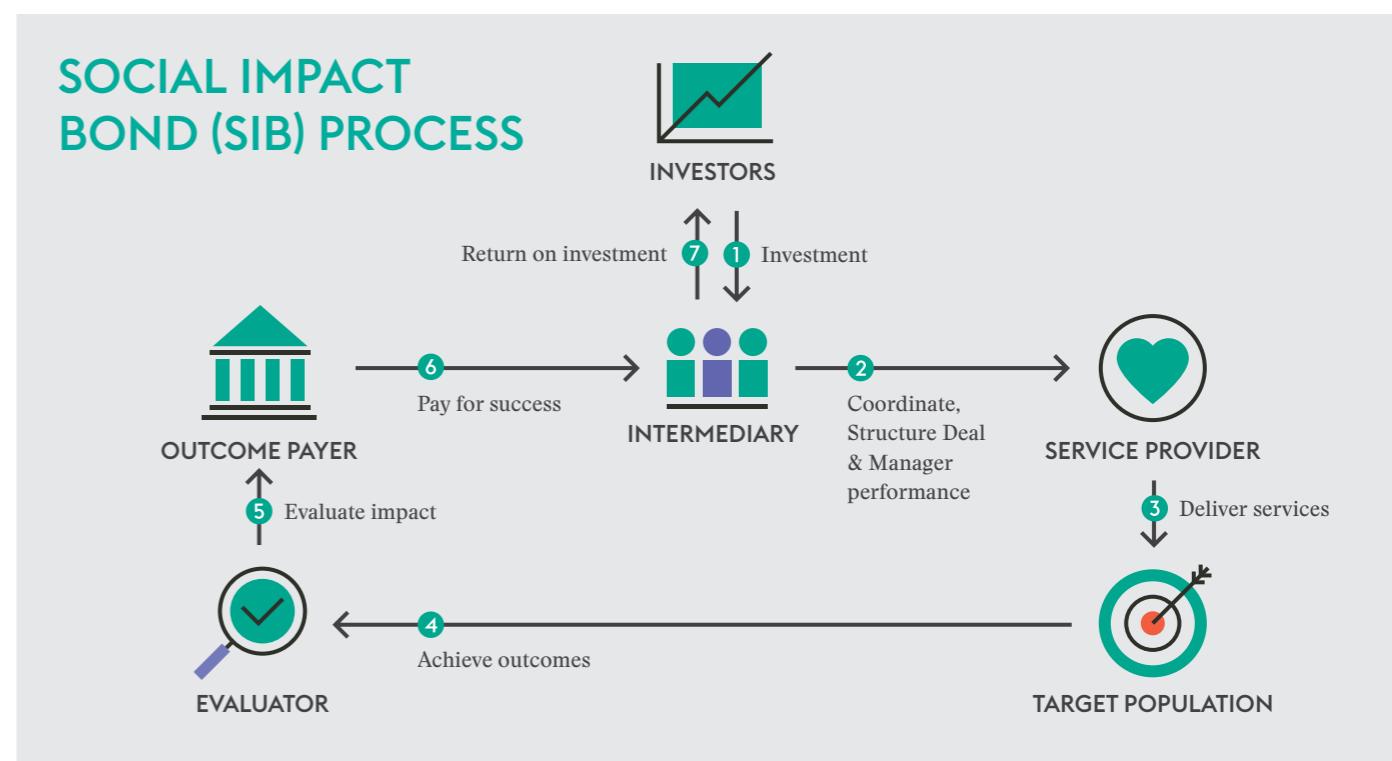 SOCIAL IMPACT
BOND (SIB) PROCESS
INVESTORS
Return on investment
7
1
Investment
OUTCOME PAYER
6
Pay for success
INTERMEDIARY
2
Coordinate,
Structure Deal
& Manager
performance
SERVICE PROVIDER
5
Evaluate impact
3
Deliver services
EVALUATOR
4
Achieve outcomes
TARGET POPULATION